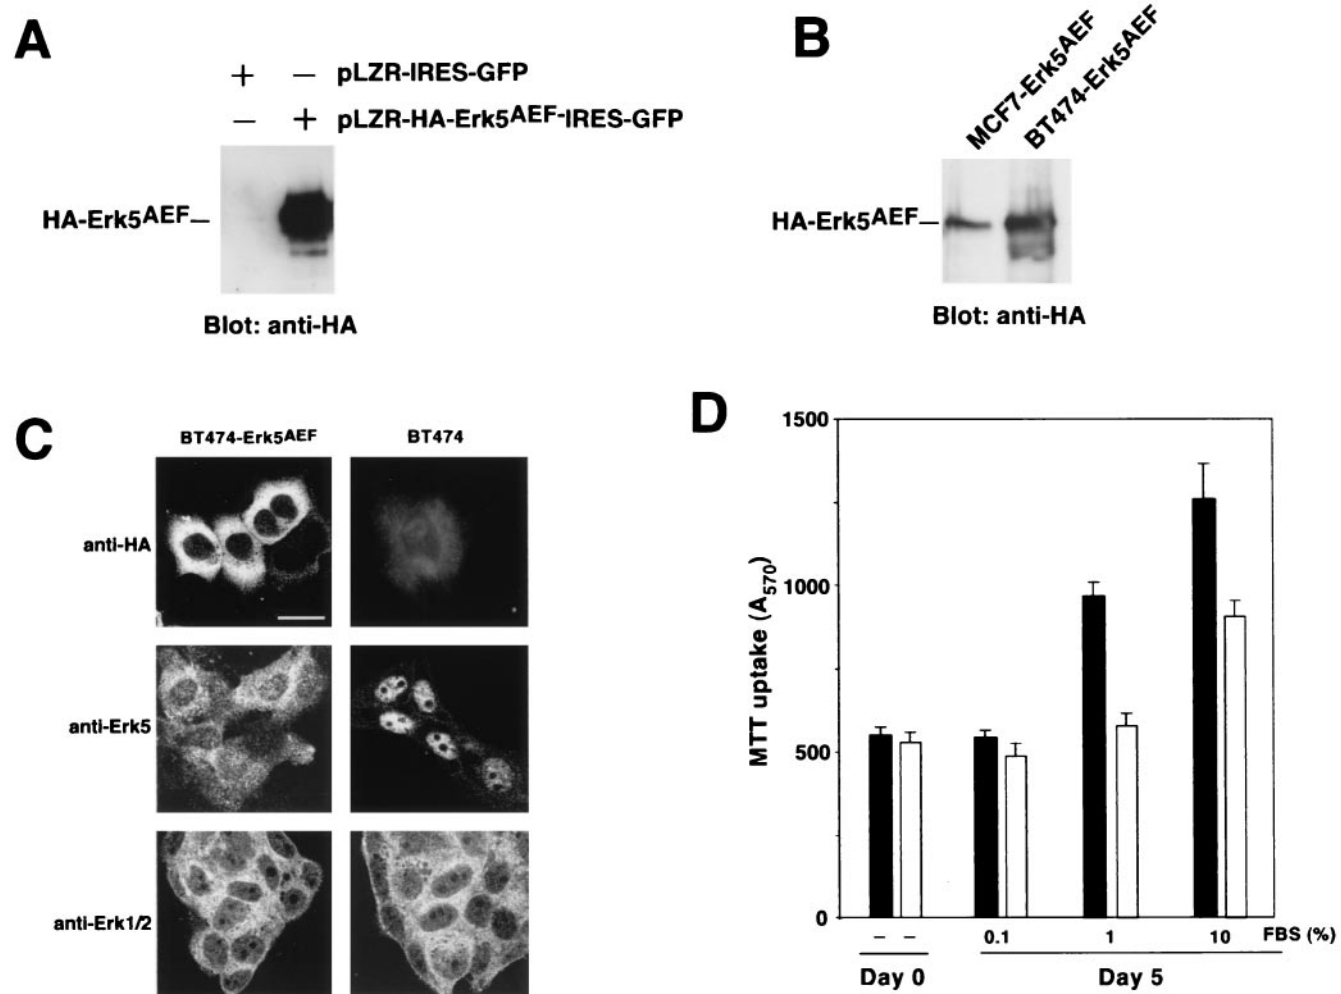 A
+ — pLZR-IRES-GFP
— + pLZR-HA-Erk5AEF-IRES-GFP
HA-Erk5AEF—
Blot: anti-HA
B
MCF7-Erk5AEF
BT474-Erk5AEF
HA-Erk5AEF—
Blot: anti-HA
C
BT474-Erk5AEF BT474
anti-HA
anti-Erk5
anti-Erk1/2
D
MTT uptake (A570)
1500
1000
500
0
– – 0.1 1 10 FBS (%)
Day 0 Day 5